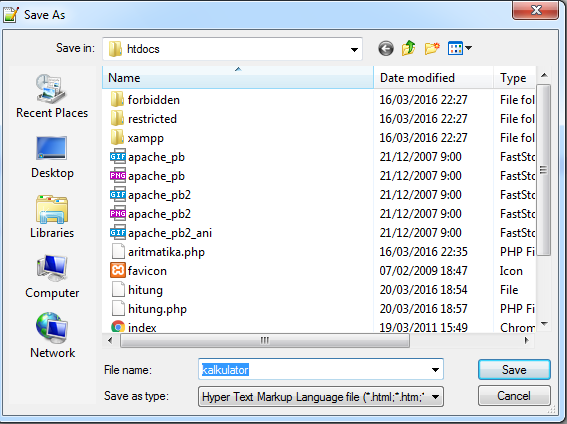 Save As
Save in: htdocs
Name Date modified Type
forbidden 16/03/2016 22:27 File fol
restricted 16/03/2016 22:27 File fol
xampp 16/03/2016 22:27 File fol
GIF apache_pb 21/12/2007 9:00 FastSto
PNG apache_pb 21/12/2007 9:00 FastSto
GIF apache_pb2 21/12/2007 9:00 FastSto
PNG apache_pb2 21/12/2007 9:00 FastSto
GIF apache_pb2_ani 21/12/2007 9:00 FastSto
aritmatika.php 16/03/2016 22:35 PHP Fi
favicon 07/02/2009 18:47 Icon
hitung 20/03/2016 18:54 File
hitung.php 20/03/2016 18:57 PHP Fi
index 19/03/2011 15:49 Chrom
Recent Places
Desktop
Libraries
Computer
Network
File name: kalkulator Save
Save as type: Hyper Text Markup Language file (*.html;*.htm;* Cancel